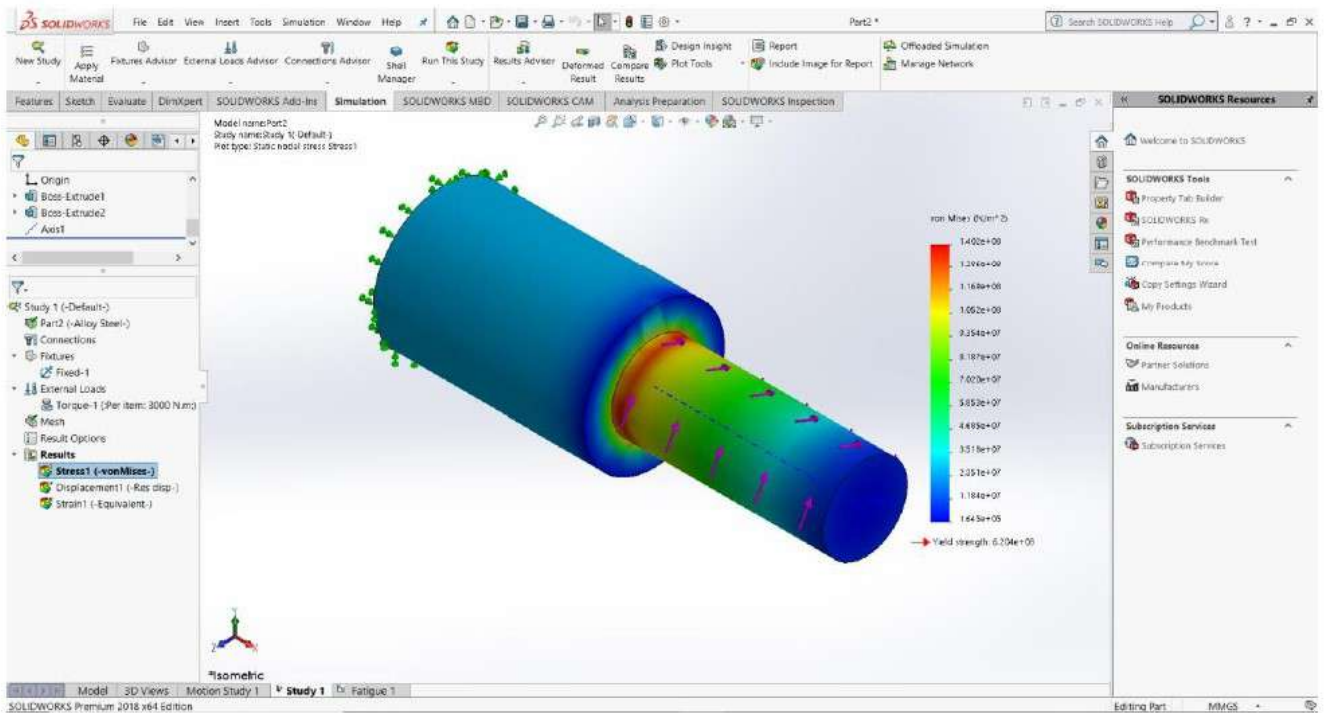 SOLIDWORKS File Edit View Insert Tools Simulation Window Help Part2 * Search SOLIDWORKS Help
New Study Apply Material Fixtures Advisor External Loads Advisor Connections Advisor Shell Manager Run This Study Results Advisor Deformed Result Compare Results Design Insight Plot Tools Report Include Image for Report Offloaded Simulation Manage Network
Features Sketch Evaluate DimXpert SOLIDWORKS Add-Ins Simulation SOLIDWORKS MBD SOLIDWORKS CAM Analysis Preparation SOLIDWORKS Inspection
Origin
Boss-Extrude1
Boss-Extrude2
Axis1
Study 1 (-Default-)
Part2 (-Alloy Steel-)
Connections
Fixtures
Fixed-1
External Loads
Torque-1 (:Per item: 3000 N.m:)
Mesh
Result Options
Results
Stress1 (-vonMises-)
Displacement1 (-Res disp-)
Strain1 (-Equivalent-)
Model name:Part2
Study name:Study 1(-Default-)
Plot type: Static nodal stress Stress1
von Mises (N/m^2)
1.402e+08
1.168e+08
1.052e+08
9.354e+07
8.187e+07
7.020e+07
5.853e+07
4.685e+07
3.518e+07
2.351e+07
1.184e+07
1.645e+05
Yield strength: 6.204e+08
Y
Z
X
*Isometric
SOLIDWORKS Resources
Welcome to SOLIDWORKS
SOLIDWORKS Tools
Property Tab Builder
SOLIDWORKS Rx
Performance Benchmark Test
Compare My Score
Copy Settings Wizard
My Products
Online Resources
Partner Solutions
Manufacturers
Subscription Services
Subscription Services
Model 3D Views Motion Study 1 Study 1 Fatigue 1
SOLIDWORKS Premium 2018 x64 Edition Editing Part MMGS